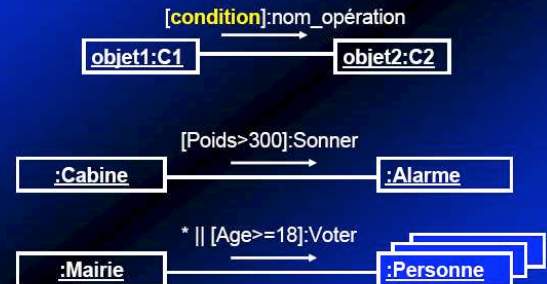 [condition]:nom_opération
objet1:C1 objet2:C2
[Poids>300]:Sonner
:Cabine :Alarme
* || [Age>=18]:Voter
:Mairie :Personne